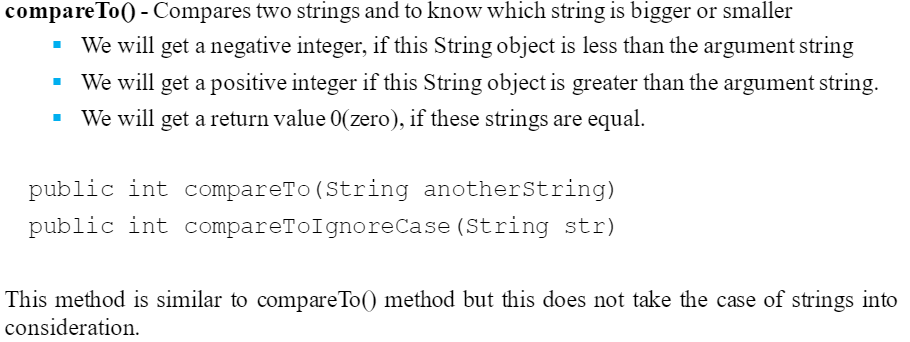 compareTo() - Compares two strings and to know which string is bigger or smaller
▪ We will get a negative integer, if this String object is less than the argument string
▪ We will get a positive integer if this String object is greater than the argument string.
▪ We will get a return value 0(zero), if these strings are equal.
public int compareTo(String anotherString)
public int compareToIgnoreCase(String str)
This method is similar to compareTo() method but this does not take the case of strings into
consideration.